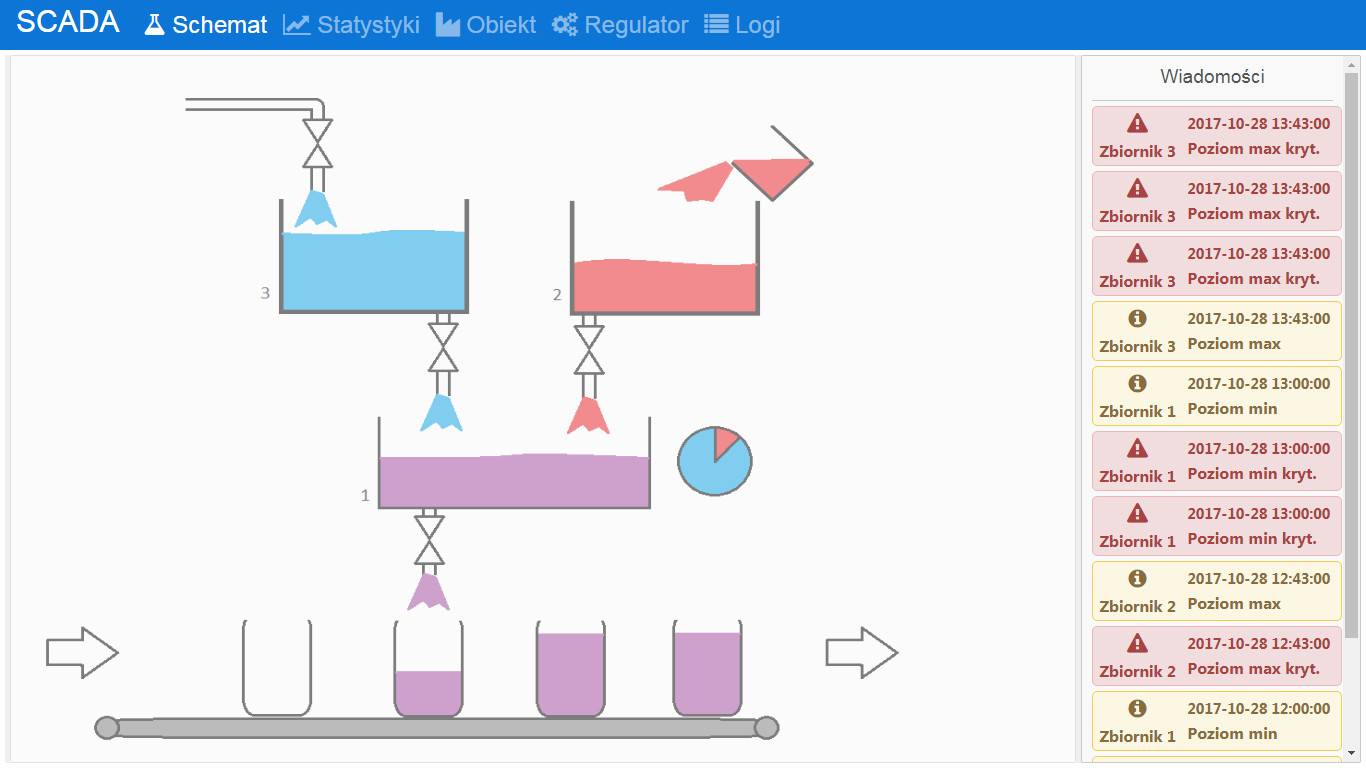 SCADA Schemat Statystyki Obiekt Regulator Logi
Wiadomości
2017-10-28 13:43:00
Zbiornik 3 Poziom max kryt.
2017-10-28 13:43:00
Zbiornik 3 Poziom max kryt.
2017-10-28 13:43:00
Zbiornik 3 Poziom max kryt.
2017-10-28 13:43:00
Zbiornik 3 Poziom max
2017-10-28 13:00:00
Zbiornik 1 Poziom min
2017-10-28 13:00:00
Zbiornik 1 Poziom min kryt.
2017-10-28 13:00:00
Zbiornik 1 Poziom min kryt.
2017-10-28 12:43:00
Zbiornik 2 Poziom max
2017-10-28 12:43:00
Zbiornik 2 Poziom max kryt.
2017-10-28 12:00:00
Zbiornik 1 Poziom min
3
2
1